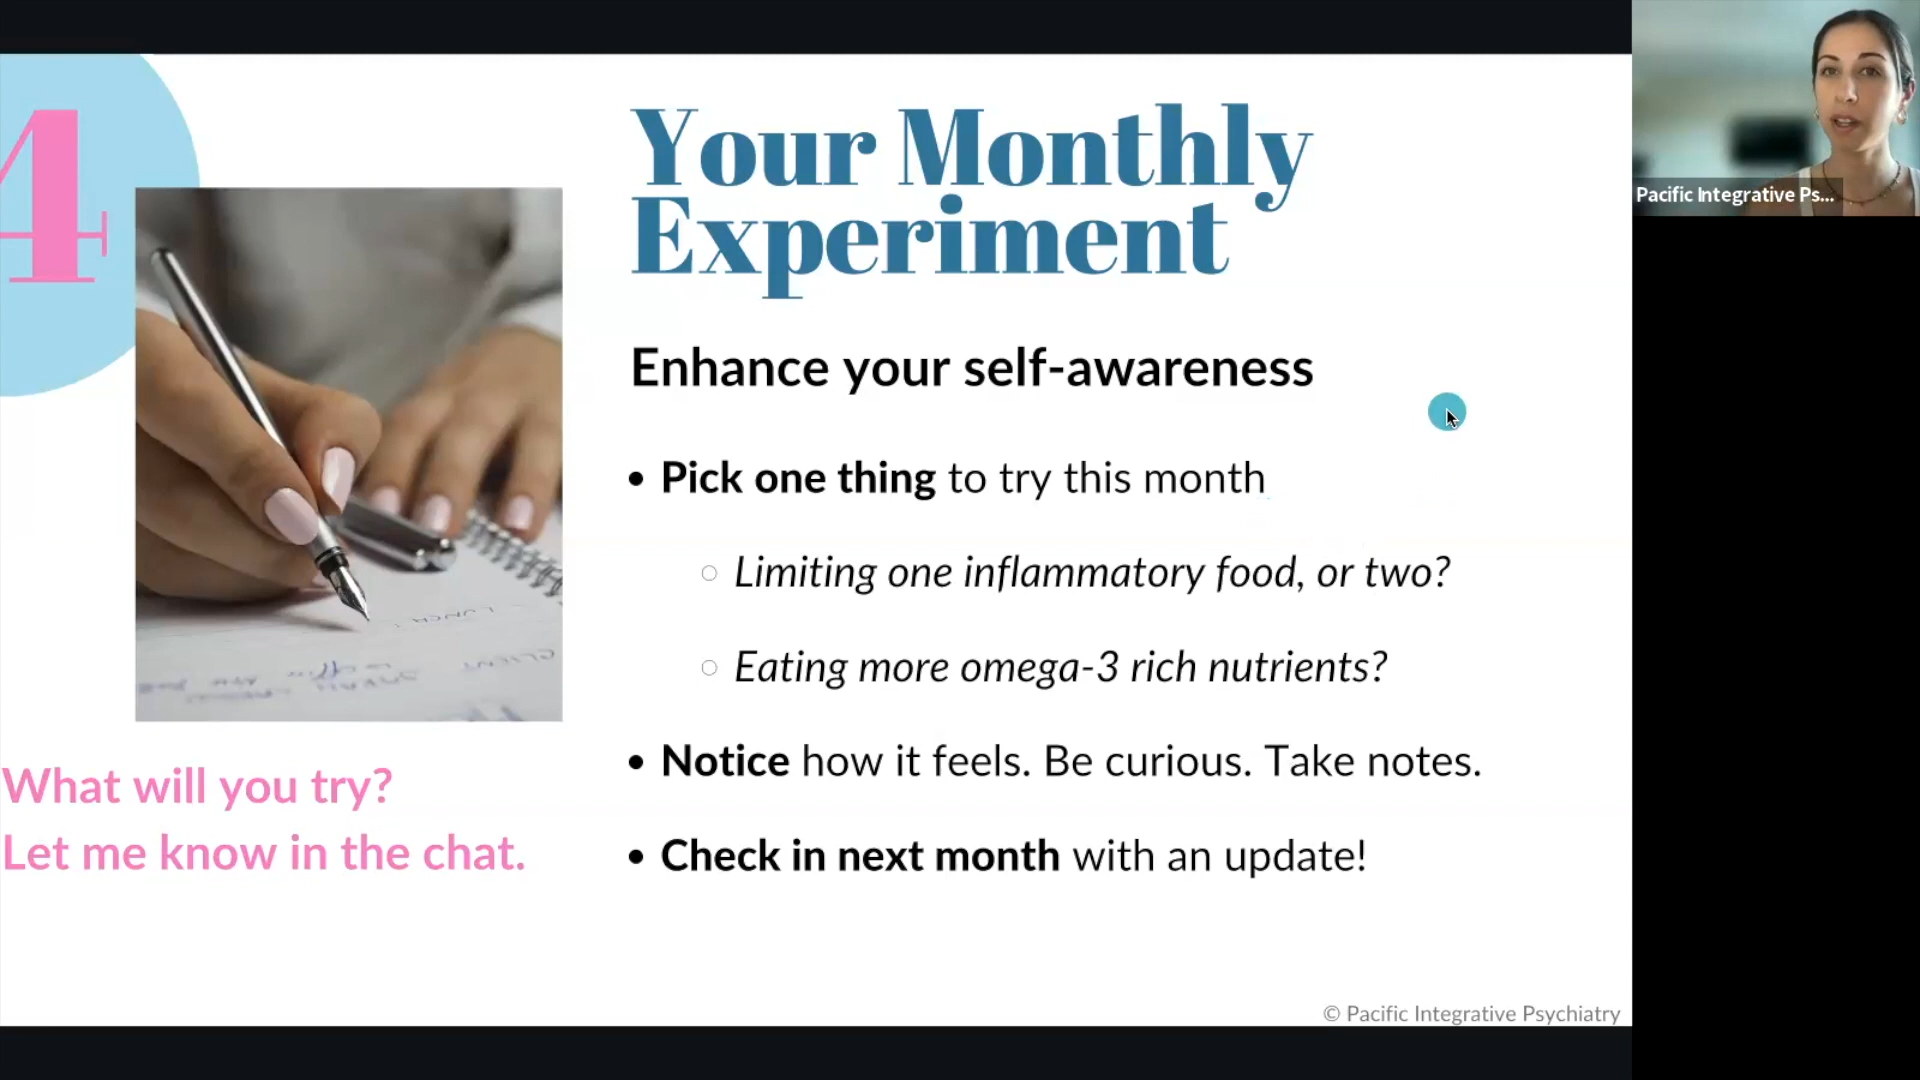 4
Your Monthly
Experiment
Enhance your self-awareness
• Pick one thing to try this month
○ Limiting one inflammatory food, or two?
○ Eating more omega-3 rich nutrients?
• Notice how it feels. Be curious. Take notes.
• Check in next month with an update!
What will you try?
Let me know in the chat.
© Pacific Integrative Psychiatry
Pacific Integrative Ps...